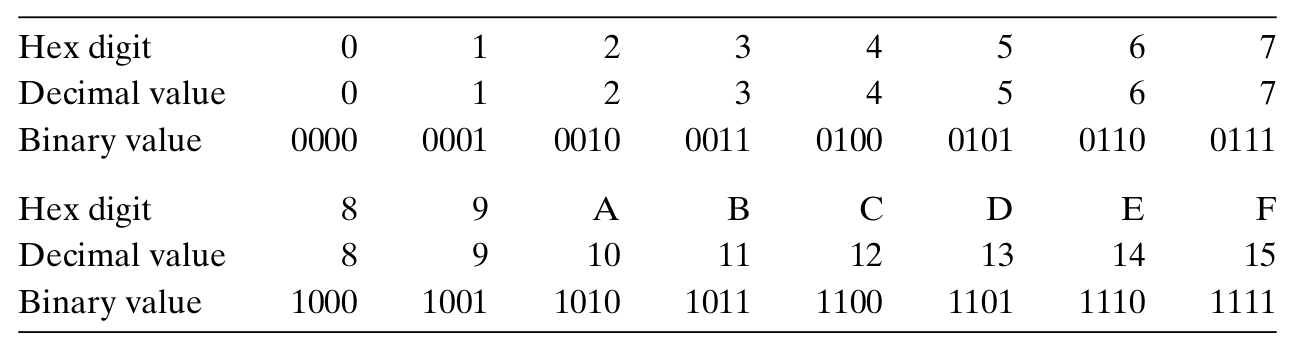 Hex digit 0 1 2 3 4 5 6 7
Decimal value 0 1 2 3 4 5 6 7
Binary value 0000 0001 0010 0011 0100 0101 0110 0111
Hex digit 8 9 A B C D E F
Decimal value 8 9 10 11 12 13 14 15
Binary value 1000 1001 1010 1011 1100 1101 1110 1111